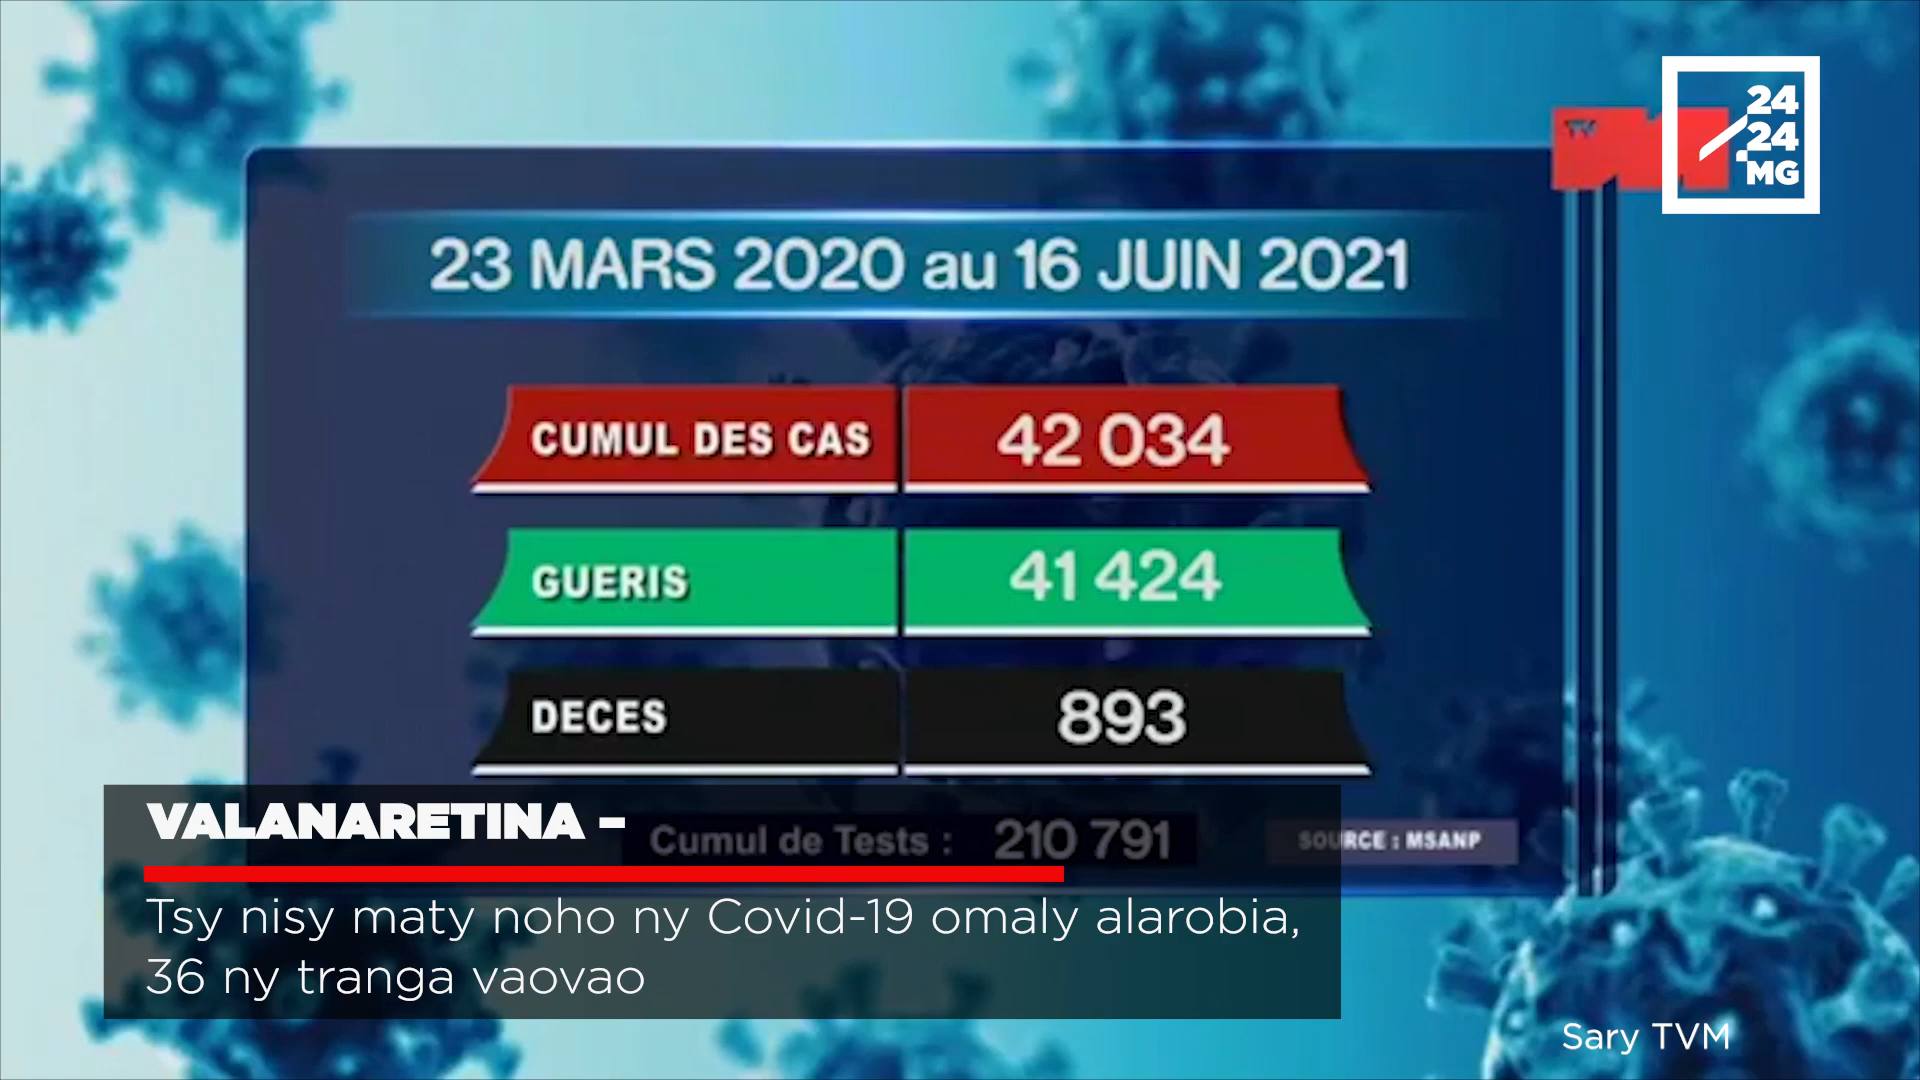 24
24
MG
TV
23 MARS 2020 au 16 JUIN 2021
CUMUL DES CAS 42 034
GUERIS 41 424
DECES 893
Cumul de Tests : 210 791
SOURCE : MSANP
VALANARETINA –
Tsy nisy maty noho ny Covid-19 omaly alarobia,
36 ny tranga vaovao
Sary TVM